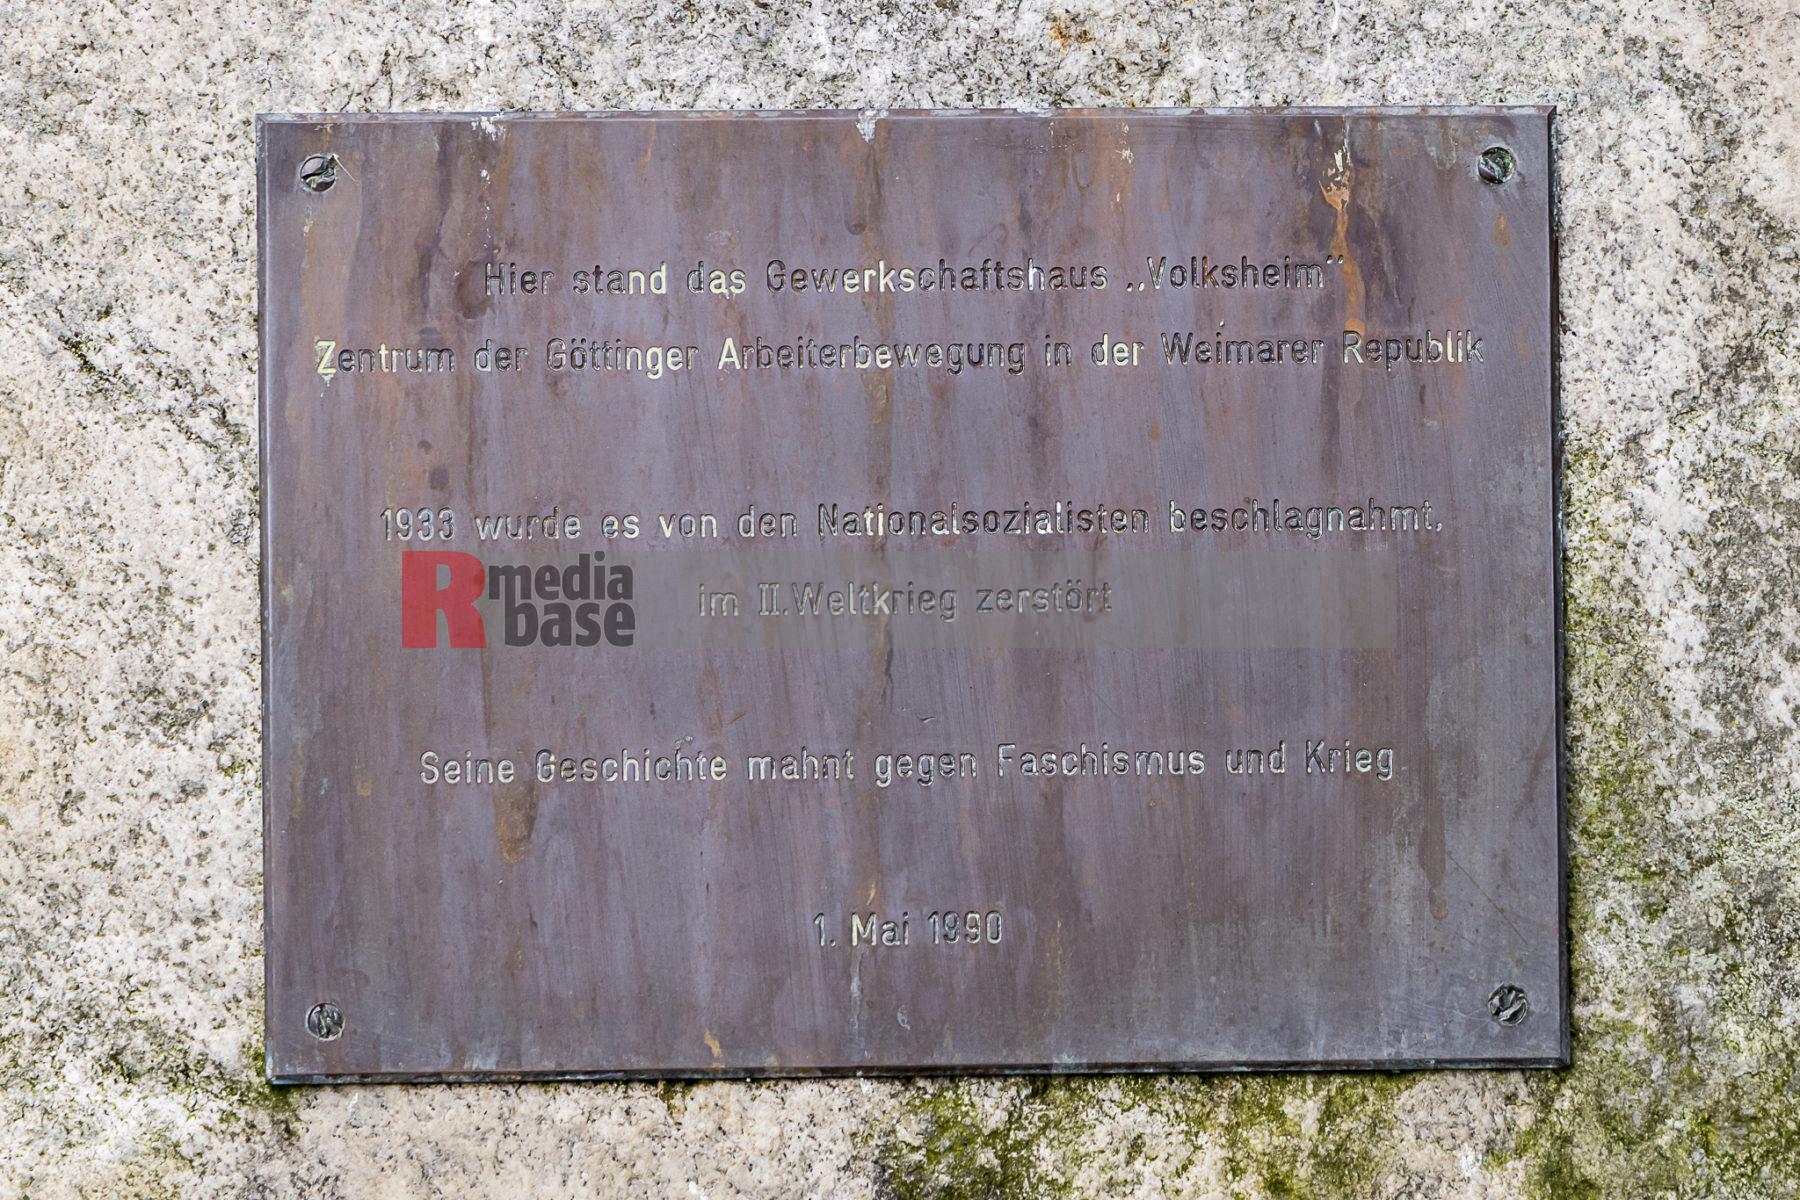 Hier stand das Gewerkschaftshaus „Volksheim“
Zentrum der Göttinger Arbeiterbewegung in der Weimarer Republik
1933 wurde es von den Nationalsozialisten beschlagnahmt,
im II. Weltkrieg zerstört
R media base
Seine Geschichte mahnt gegen Faschismus und Krieg
1. Mai 1990